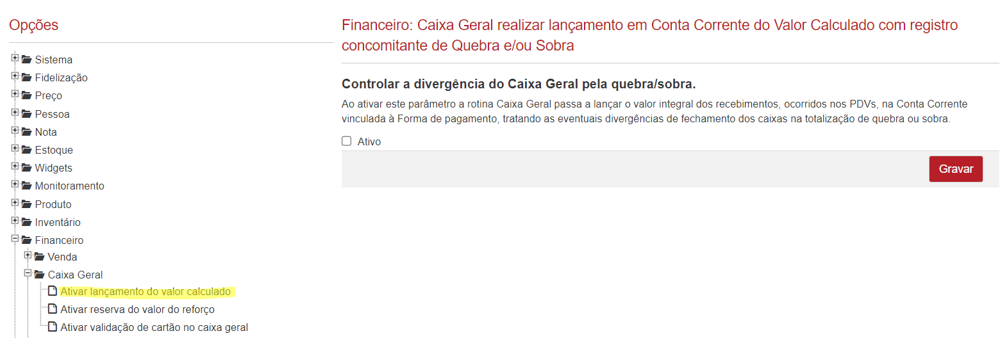 Opções
Sistema
Fidelização
Preço
Pessoa
Nota
Estoque
Widgets
Monitoramento
Produto
Inventário
Financeiro
Venda
Caixa Geral
Ativar lançamento do valor calculado
Ativar reserva do valor do reforço
Ativar validação de cartão no caixa geral
Financeiro: Caixa Geral realizar lançamento em Conta Corrente do Valor Calculado com registro
concomitante de Quebra e/ou Sobra
Controlar a divergência do Caixa Geral pela quebra/sobra.
Ao ativar este parâmetro a rotina Caixa Geral passa a lançar o valor integral dos recebimentos, ocorridos nos PDVs, na Conta Corrente
vinculada à Forma de pagamento, tratando as eventuais divergências de fechamento dos caixas na totalização de quebra ou sobra.
Ativo
Gravar